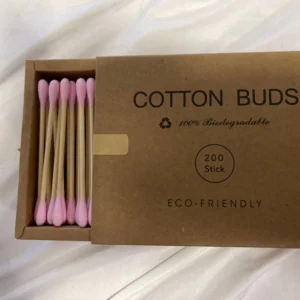 COTTON BUDS
100% Biodegradable
200
Stick
ECO-FRIENDLY